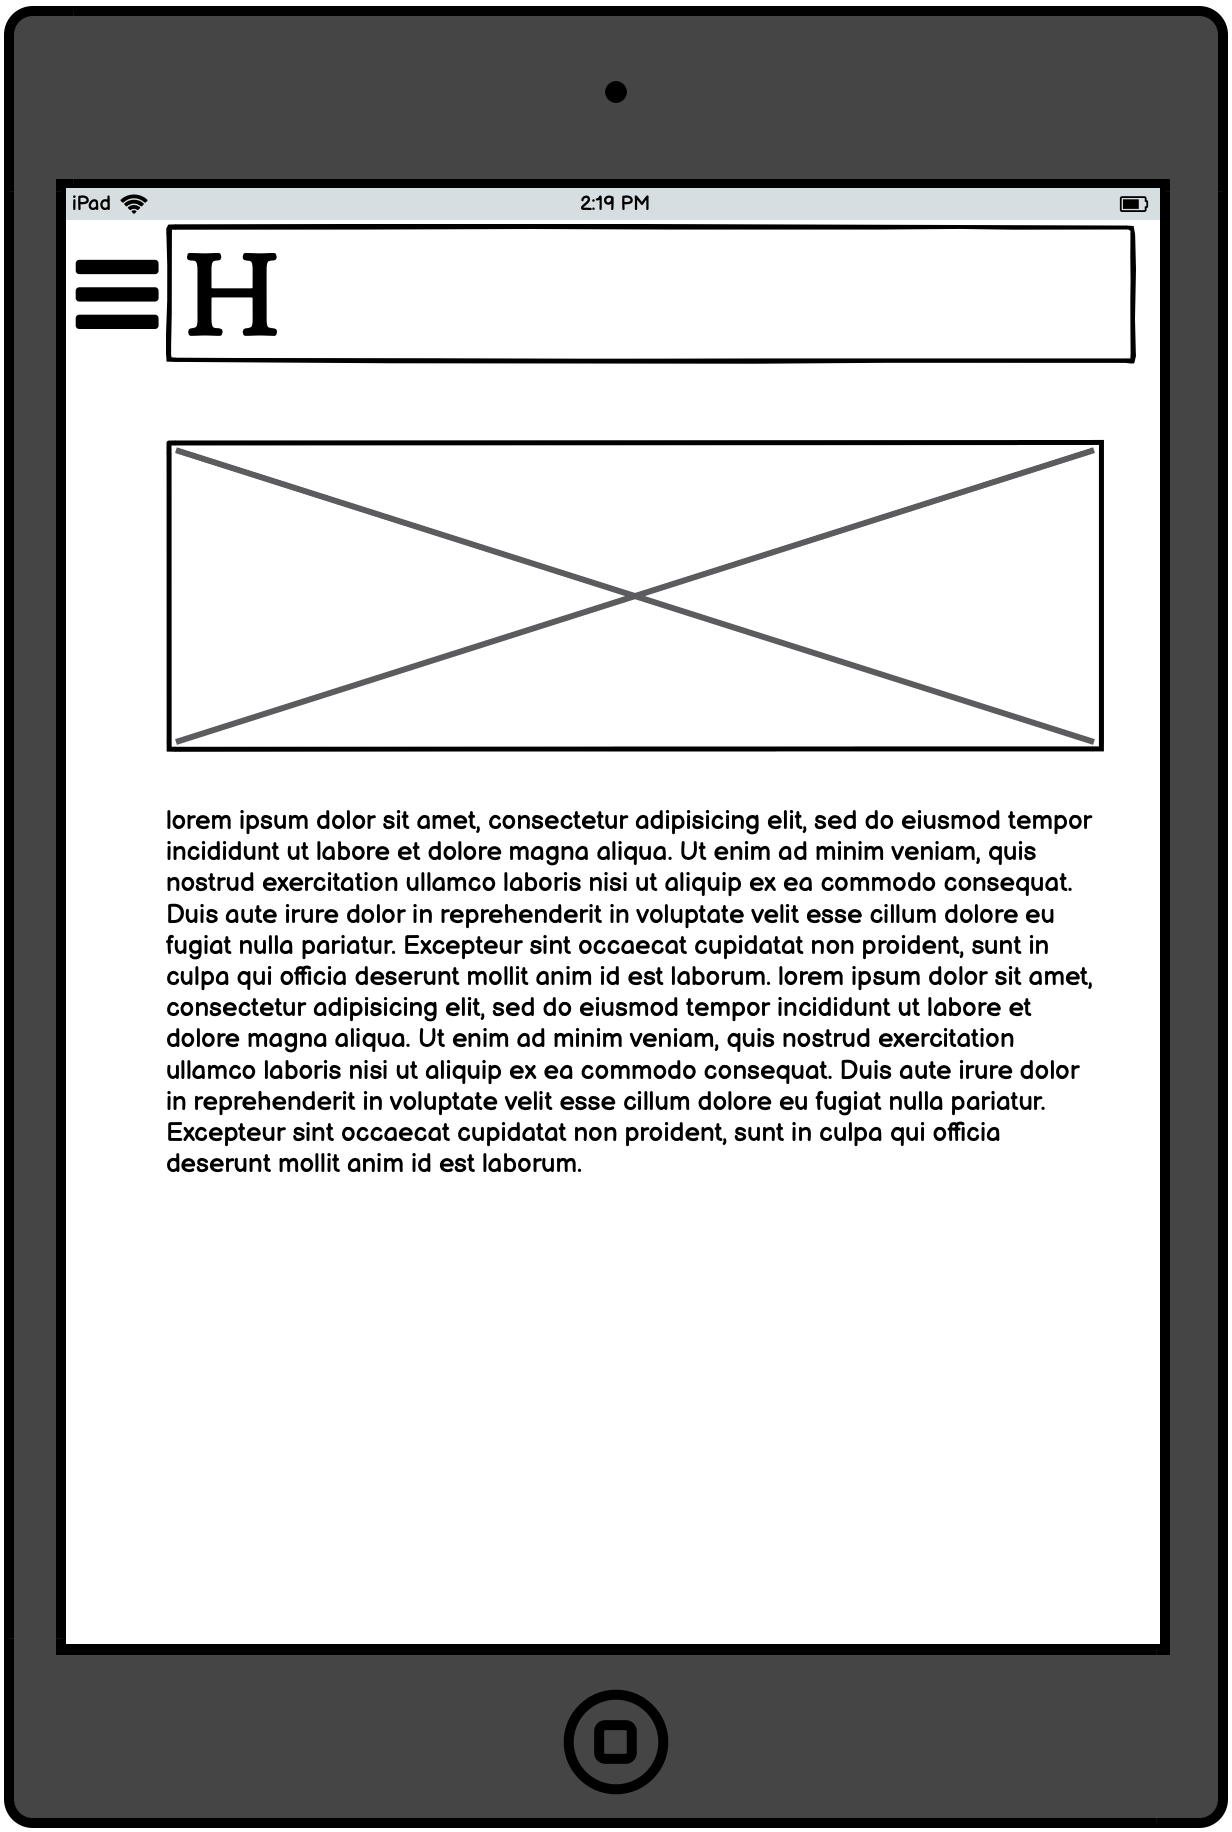 iPad 2:19 PM
H
lorem ipsum dolor sit amet, consectetur adipisicing elit, sed do eiusmod tempor
incididunt ut labore et dolore magna aliqua. Ut enim ad minim veniam, quis
nostrud exercitation ullamco laboris nisi ut aliquip ex ea commodo consequat.
Duis aute irure dolor in reprehenderit in voluptate velit esse cillum dolore eu
fugiat nulla pariatur. Excepteur sint occaecat cupidatat non proident, sunt in
culpa qui officia deserunt mollit anim id est laborum. lorem ipsum dolor sit amet,
consectetur adipisicing elit, sed do eiusmod tempor incididunt ut labore et
dolore magna aliqua. Ut enim ad minim veniam, quis nostrud exercitation
ullamco laboris nisi ut aliquip ex ea commodo consequat. Duis aute irure dolor
in reprehenderit in voluptate velit esse cillum dolore eu fugiat nulla pariatur.
Excepteur sint occaecat cupidatat non proident, sunt in culpa qui officia
deserunt mollit anim id est laborum.